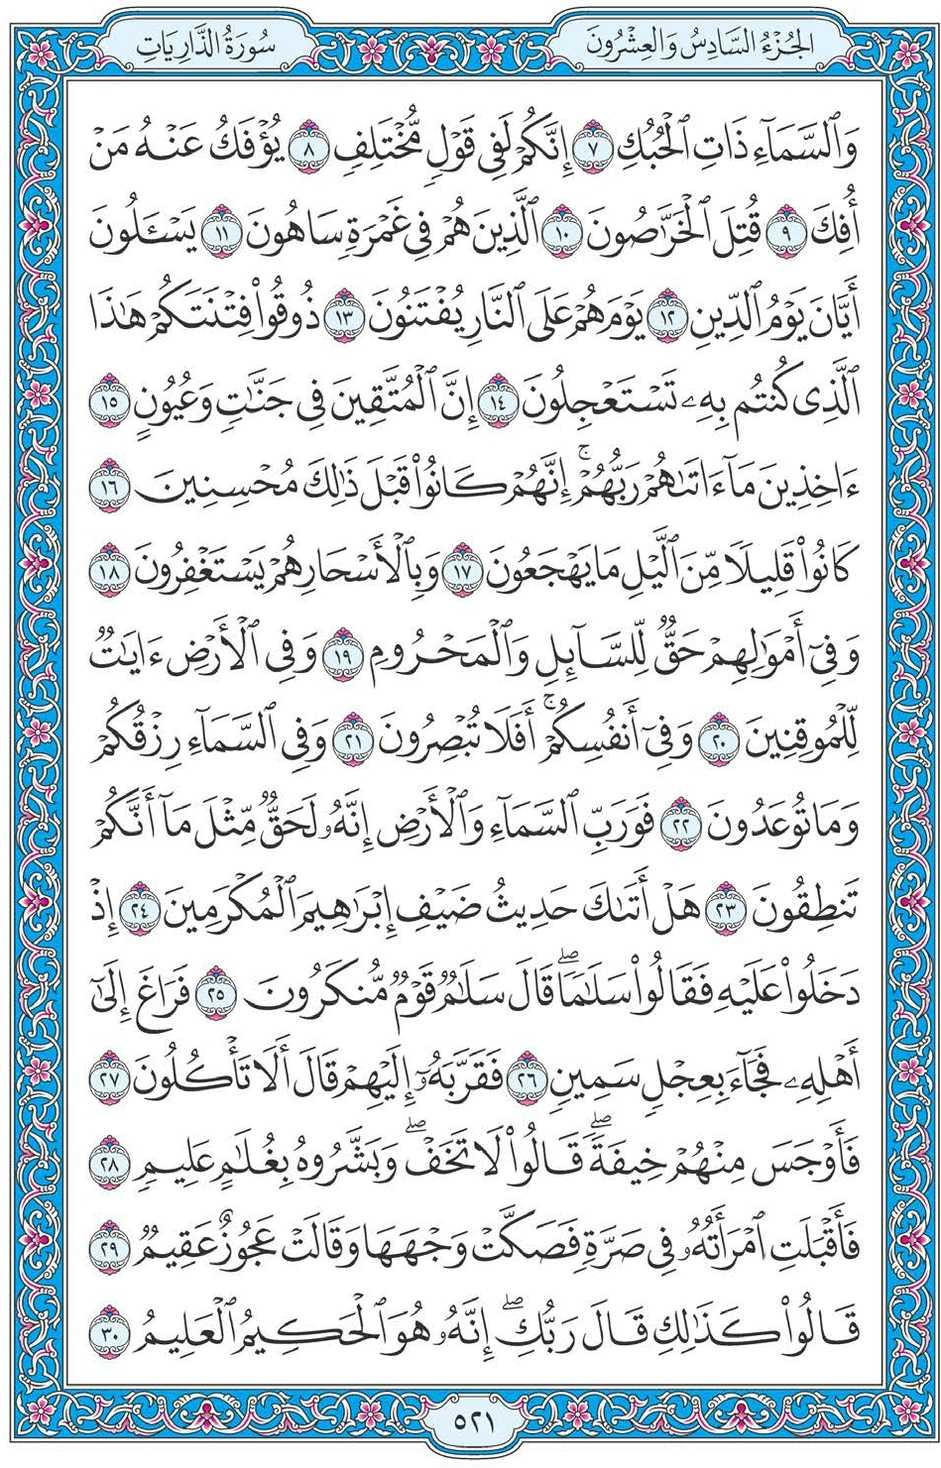 سُورَةُ الذَّارِيَاتِ
الجُزْءُ السَّادِسُ وَالعِشْرُونَ
وَٱلسَّمَآءِ ذَاتِ ٱلۡحُبُكِ ٧ إِنَّكُمۡ لَفِي قَوۡلٖ مُّخۡتَلِفٖ ٨ يُؤۡفَكُ عَنۡهُ مَنۡ
أُفِكَ ٩ قُتِلَ ٱلۡخَرَّٰصُونَ ١٠ ٱلَّذِينَ هُمۡ فِي غَمۡرَةٖ سَاهُونَ ١١ يَسۡـَٔلُونَ
أَيَّانَ يَوۡمُ ٱلدِّينِ ١٢ يَوۡمَ هُمۡ عَلَى ٱلنَّارِ يُفۡتَنُونَ ١٣ ذُوقُواْ فِتۡنَتَكُمۡ هَٰذَا
ٱلَّذِي كُنتُم بِهِۦ تَسۡتَعۡجِلُونَ ١٤ إِنَّ ٱلۡمُتَّقِينَ فِي جَنَّٰتٖ وَعُيُونٍ ١٥
ءَاخِذِينَ مَآ ءَاتَىٰهُمۡ رَبُّهُمۡۚ إِنَّهُمۡ كَانُواْ قَبۡلَ ذَٰلِكَ مُحۡسِنِينَ ١٦
كَانُواْ قَلِيلٗا مِّنَ ٱلَّيۡلِ مَا يَهۡجَعُونَ ١٧ وَبِٱلۡأَسۡحَارِ هُمۡ يَسۡتَغۡفِرُونَ ١٨
وَفِيٓ أَمۡوَٰلِهِمۡ حَقّٞ لِّلسَّآئِلِ وَٱلۡمَحۡرُومِ ١٩ وَفِي ٱلۡأَرۡضِ ءَايَٰتٞ
لِّلۡمُوقِنِينَ ٢٠ وَفِيٓ أَنفُسِكُمۡۚ أَفَلَا تُبۡصِرُونَ ٢١ وَفِي ٱلسَّمَآءِ رِزۡقُكُمۡ
وَمَا تُوعَدُونَ ٢٢ فَوَرَبِّ ٱلسَّمَآءِ وَٱلۡأَرۡضِ إِنَّهُۥ لَحَقّٞ مِّثۡلَ مَآ أَنَّكُمۡ
تَنطِقُونَ ٢٣ هَلۡ أَتَىٰكَ حَدِيثُ ضَيۡفِ إِبۡرَٰهِيمَ ٱلۡمُكۡرَمِينَ ٢٤ إِذۡ
دَخَلُواْ عَلَيۡهِ فَقَالُواْ سَلَٰمٗاۖ قَالَ سَلَٰمٞ قَوۡمٞ مُّنكَرُونَ ٢٥ فَرَاغَ إِلَىٰٓ
أَهۡلِهِۦ فَجَآءَ بِعِجۡلٖ سَمِينٖ ٢٦ فَقَرَّبَهُۥٓ إِلَيۡهِمۡ قَالَ أَلَا تَأۡكُلُونَ ٢٧
فَأَوۡجَسَ مِنۡهُمۡ خِيفَةٗۖ قَالُواْ لَا تَخَفۡۖ وَبَشَّرُوهُ بِغُلَٰمٍ عَلِيمٖ ٢٨
فَأَقۡبَلَتِ ٱمۡرَأَتُهُۥ فِي صَرَّةٖ فَصَكَّتۡ وَجۡهَهَا وَقَالَتۡ عَجُوزٌ عَقِيمٞ ٢٩
قَالُواْ كَذَٰلِكِ قَالَ رَبُّكِۖ إِنَّهُۥ هُوَ ٱلۡحَكِيمُ ٱلۡعَلِيمُ ٣٠
٥٢١